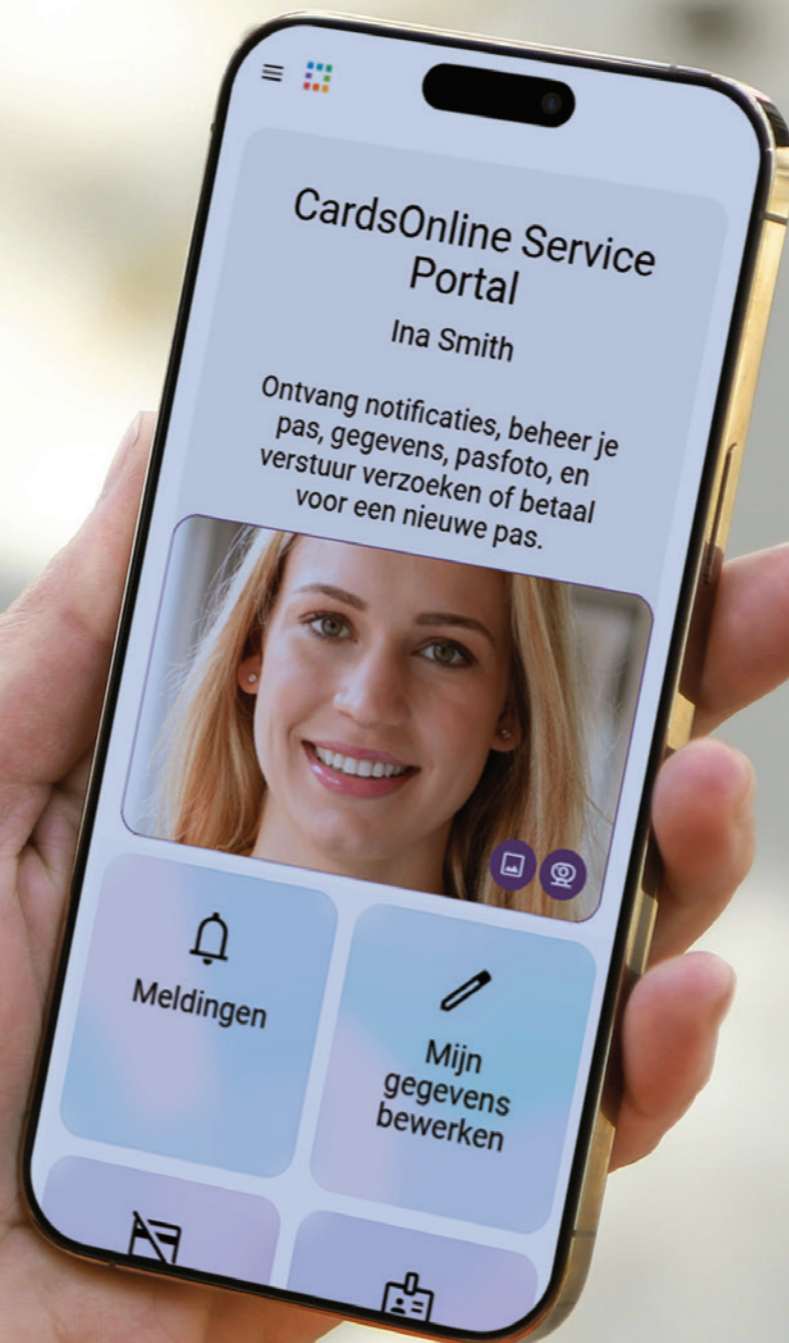 CardsOnline Service
Portal
Ina Smith
Ontvang notificaties, beheer je
pas, gegevens, pasfoto, en
verstuur verzoeken of betaal
voor een nieuwe pas.
Meldingen
Mijn
gegevens
bewerken